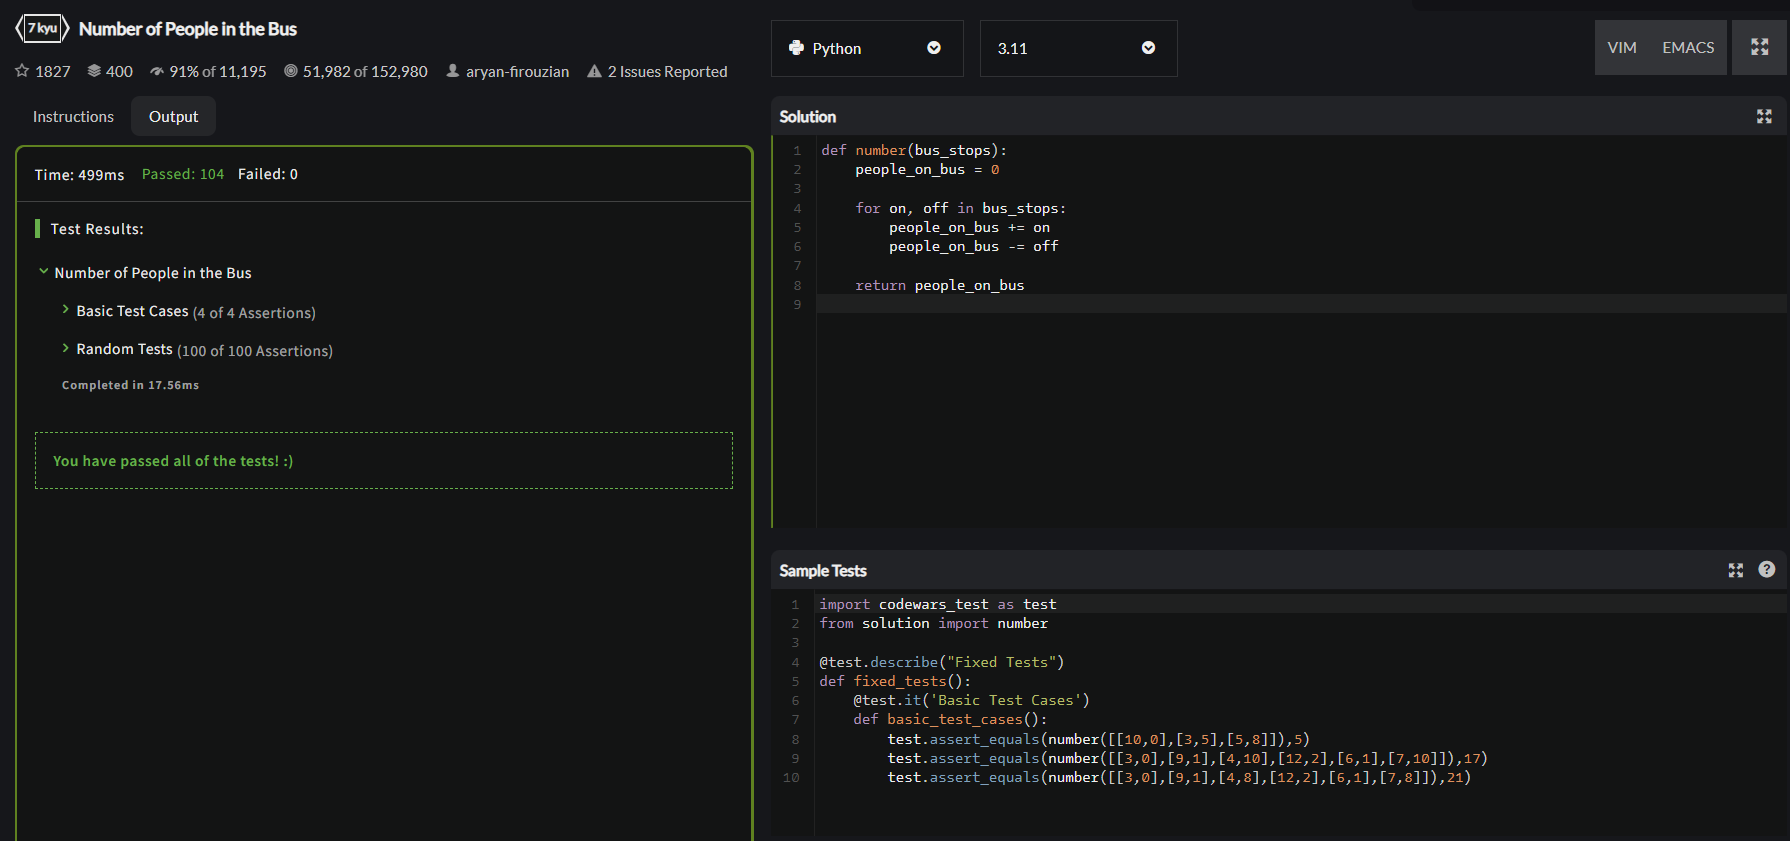 7 kyu Number of People in the Bus
1827 400 91% of 11,195 51,982 of 152,980 aryan-firouzian 2 Issues Reported
Instructions Output
Time: 499ms Passed: 104 Failed: 0
Test Results:
Number of People in the Bus
Basic Test Cases (4 of 4 Assertions)
Random Tests (100 of 100 Assertions)
Completed in 17.56ms
You have passed all of the tests! :)
Python 3.11 VIM EMACS
Solution
1 def number(bus_stops):
2     people_on_bus = 0
3
4     for on, off in bus_stops:
5         people_on_bus += on
6         people_on_bus -= off
7
8     return people_on_bus
9
Sample Tests ?
1 import codewars_test as test
2 from solution import number
3
4 @test.describe("Fixed Tests")
5 def fixed_tests():
6     @test.it('Basic Test Cases')
7     def basic_test_cases():
8         test.assert_equals(number([[10,0],[3,5],[5,8]]),5)
9         test.assert_equals(number([[3,0],[9,1],[4,10],[12,2],[6,1],[7,10]]),17)
10         test.assert_equals(number([[3,0],[9,1],[4,8],[12,2],[6,1],[7,8]]),21)